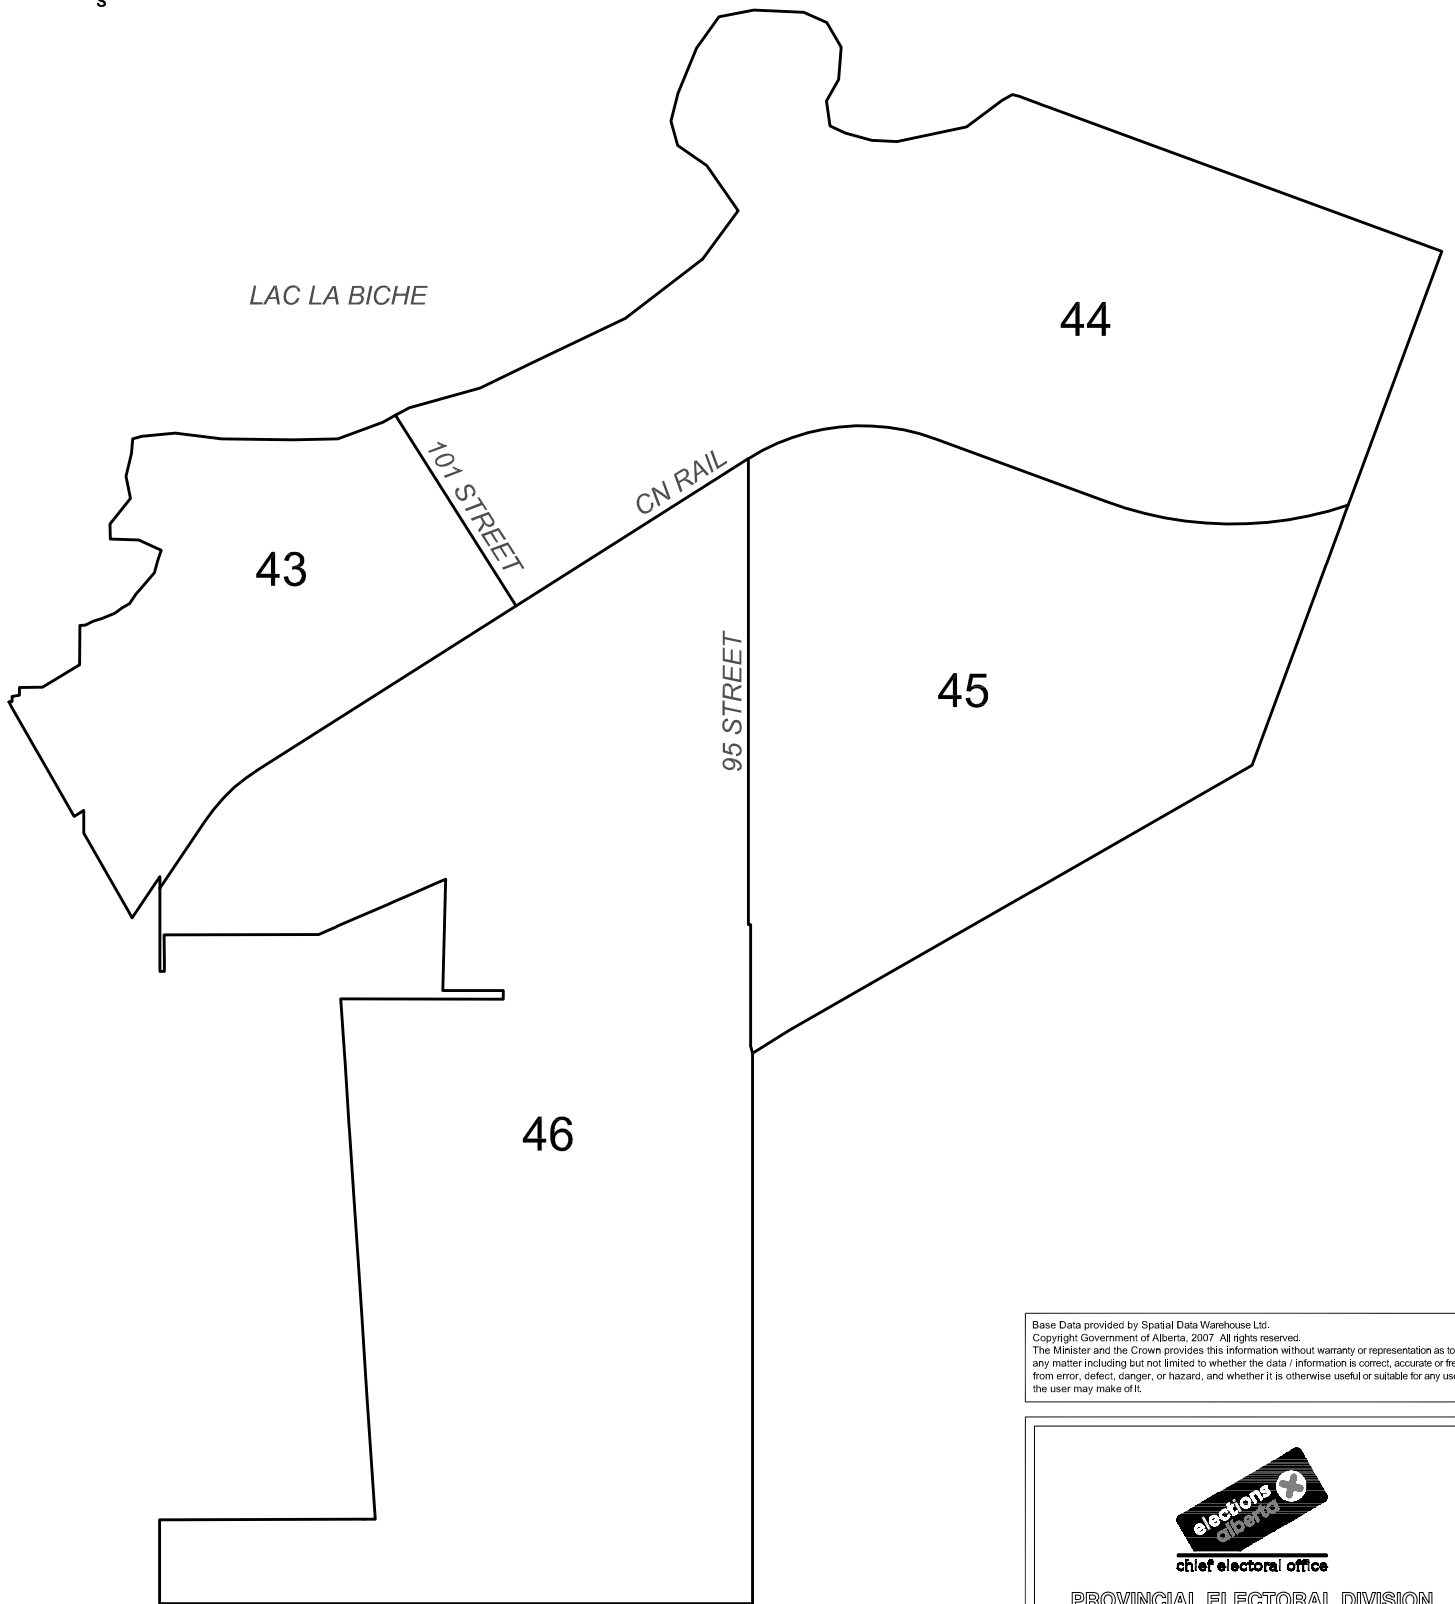 S
LAC LA BICHE
44
101 STREET
CN RAIL
43
95 STREET
45
46
Base Data provided by Spatial Data Warehouse Ltd.
Copyright Government of Alberta, 2007 All rights reserved.
The Minister and the Crown provides this information without warranty or representation as to
any matter including but not limited to whether the data / information is correct, accurate or fre
from error, defect, danger, or hazard, and whether it is otherwise useful or suitable for any use
the user may make of it.
elections
alberta
chief electoral office
PROVINCIAL ELECTORAL DIVISION